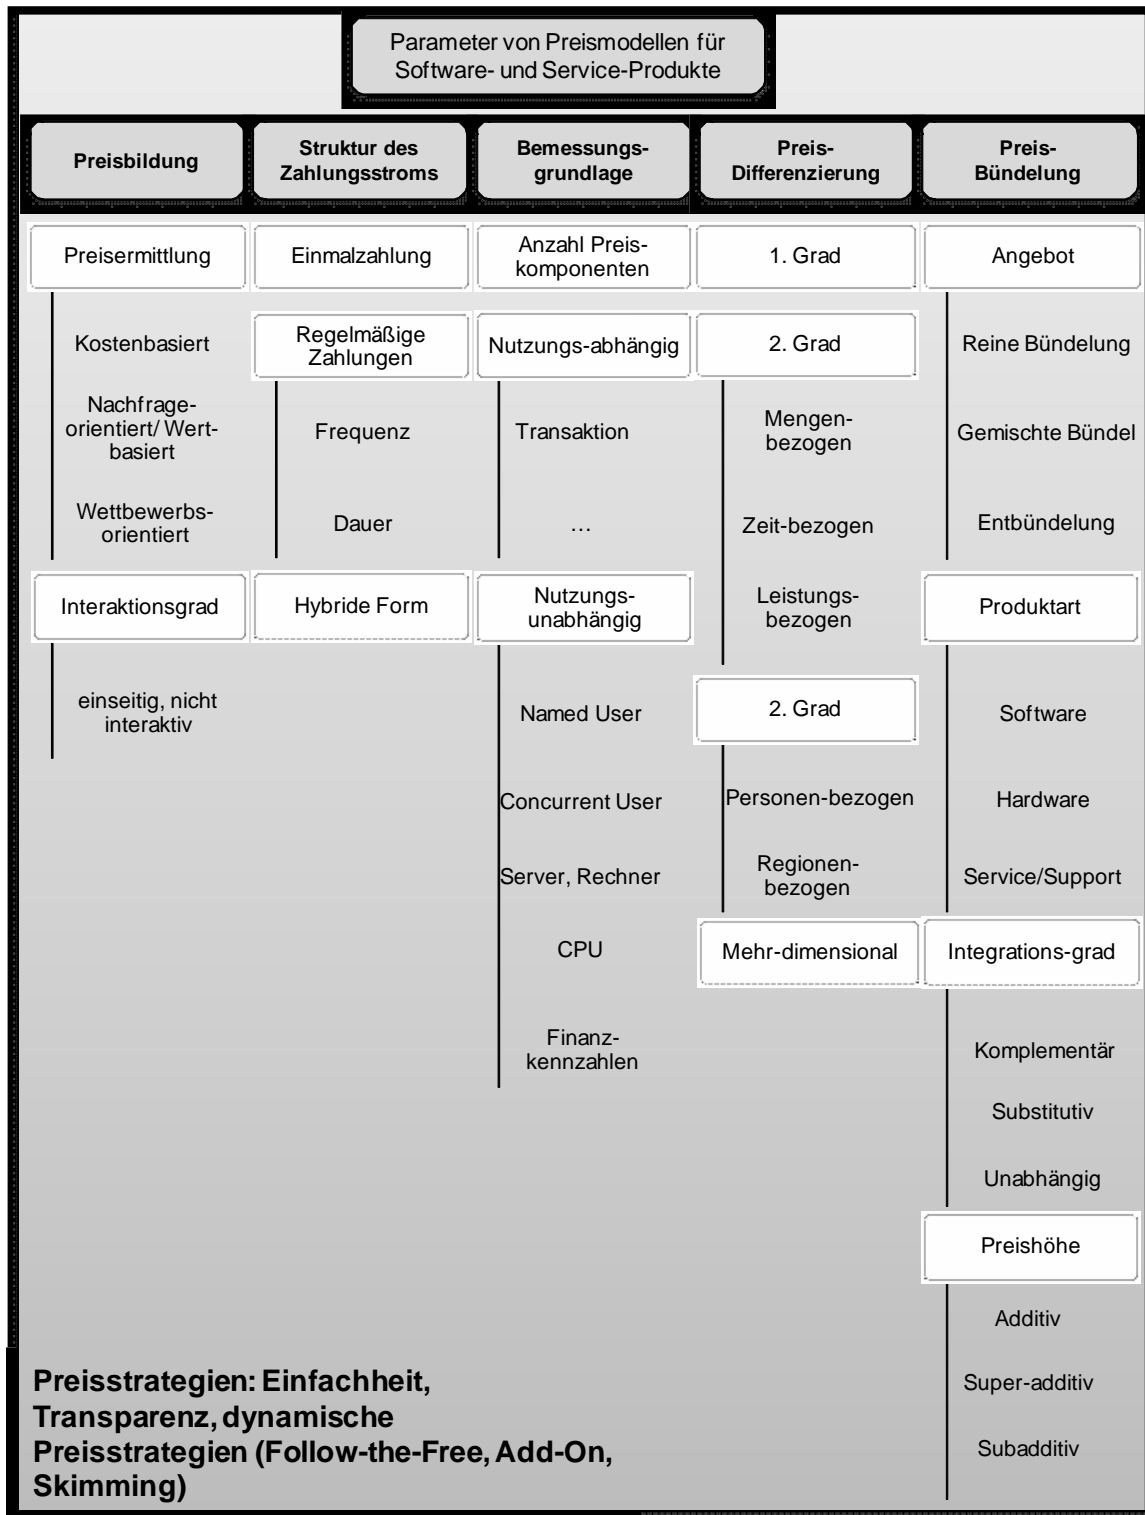 Parameter von Preismodellen für
Software- und Service-Produkte
Preisbildung
Struktur des
Zahlungsstroms
Bemessungs-
grundlage
Preis-
Differenzierung
Preis-
Bündelung
Preisermittlung
Kostenbasiert
Nachfrage-
orientiert/ Wert-
basiert
Wettbewerbs-
orientiert
Interaktionsgrad
einseitig, nicht
interaktiv
Einmalzahlung
Regelmäßige
Zahlungen
Frequenz
Dauer
Hybride Form
Anzahl Preis-
komponenten
Nutzungs-abhängig
Transaktion
…
Nutzungs-
unabhängig
Named User
Concurrent User
Server, Rechner
CPU
Finanz-
kennzahlen
1. Grad
2. Grad
Mengen-
bezogen
Zeit-bezogen
Leistungs-
bezogen
2. Grad
Personen-bezogen
Regionen-
bezogen
Mehr-dimensional
Angebot
Reine Bündelung
Gemischte Bündel
Entbündelung
Produktart
Software
Hardware
Service/Support
Integrations-grad
Komplementär
Substitutiv
Unabhängig
Preishöhe
Additiv
Super-additiv
Subadditiv
Preisstrategien: Einfachheit,
Transparenz, dynamische
Preisstrategien (Follow-the-Free, Add-On,
Skimming)